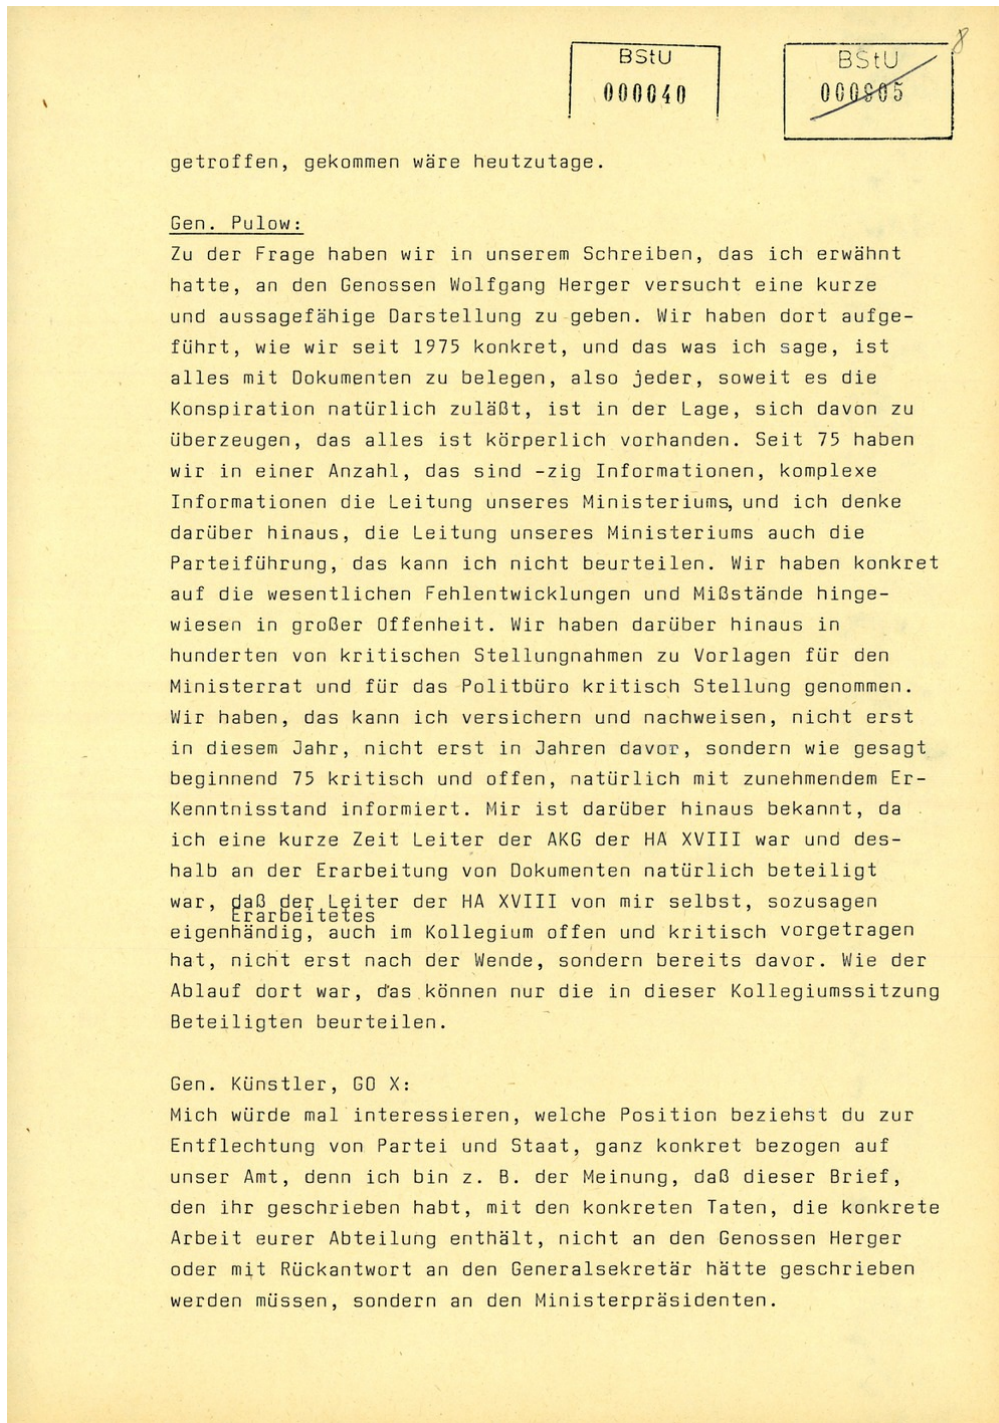 8
BStU
000040
BStU
000005
getroffen, gekommen wäre heutzutage.
Gen. Pulow:
Zu der Frage haben wir in unserem Schreiben, das ich erwähnt
hatte, an den Genossen Wolfgang Herger versucht eine kurze
und aussagefähige Darstellung zu geben. Wir haben dort aufge-
führt, wie wir seit 1975 konkret, und das was ich sage, ist
alles mit Dokumenten zu belegen, also jeder, soweit es die
Konspiration natürlich zuläßt, ist in der Lage, sich davon zu
überzeugen, das alles ist körperlich vorhanden. Seit 75 haben
wir in einer Anzahl, das sind -zig Informationen, komplexe
Informationen die Leitung unseres Ministeriums, und ich denke
darüber hinaus, die Leitung unseres Ministeriums auch die
Parteiführung, das kann ich nicht beurteilen. Wir haben konkret
auf die wesentlichen Fehlentwicklungen und Mißstände hinge-
wiesen in großer Offenheit. Wir haben darüber hinaus in
hunderten von kritischen Stellungnahmen zu Vorlagen für den
Ministerrat und für das Politbüro kritisch Stellung genommen.
Wir haben, das kann ich versichern und nachweisen, nicht erst
in diesem Jahr, nicht erst in Jahren davor, sondern wie gesagt
beginnend 75 kritisch und offen, natürlich mit zunehmendem Er-
Kenntnisstand informiert. Mir ist darüber hinaus bekannt, da
ich eine kurze Zeit Leiter der AKG der HA XVIII war und des-
halb an der Erarbeitung von Dokumenten natürlich beteiligt
war, daß der Leiter der HA XVIII von mir selbst, sozusagen
Erarbeitetes
eigenhändig, auch im Kollegium offen und kritisch vorgetragen
hat, nicht erst nach der Wende, sondern bereits davor. Wie der
Ablauf dort war, das können nur die in dieser Kollegiumssitzung
Beteiligten beurteilen.
Gen. Künstler, GO X:
Mich würde mal interessieren, welche Position beziehst du zur
Entflechtung von Partei und Staat, ganz konkret bezogen auf
unser Amt, denn ich bin z. B. der Meinung, daß dieser Brief,
den ihr geschrieben habt, mit den konkreten Taten, die konkrete
Arbeit eurer Abteilung enthält, nicht an den Genossen Herger
oder mit Rückantwort an den Generalsekretär hätte geschrieben
werden müssen, sondern an den Ministerpräsidenten.